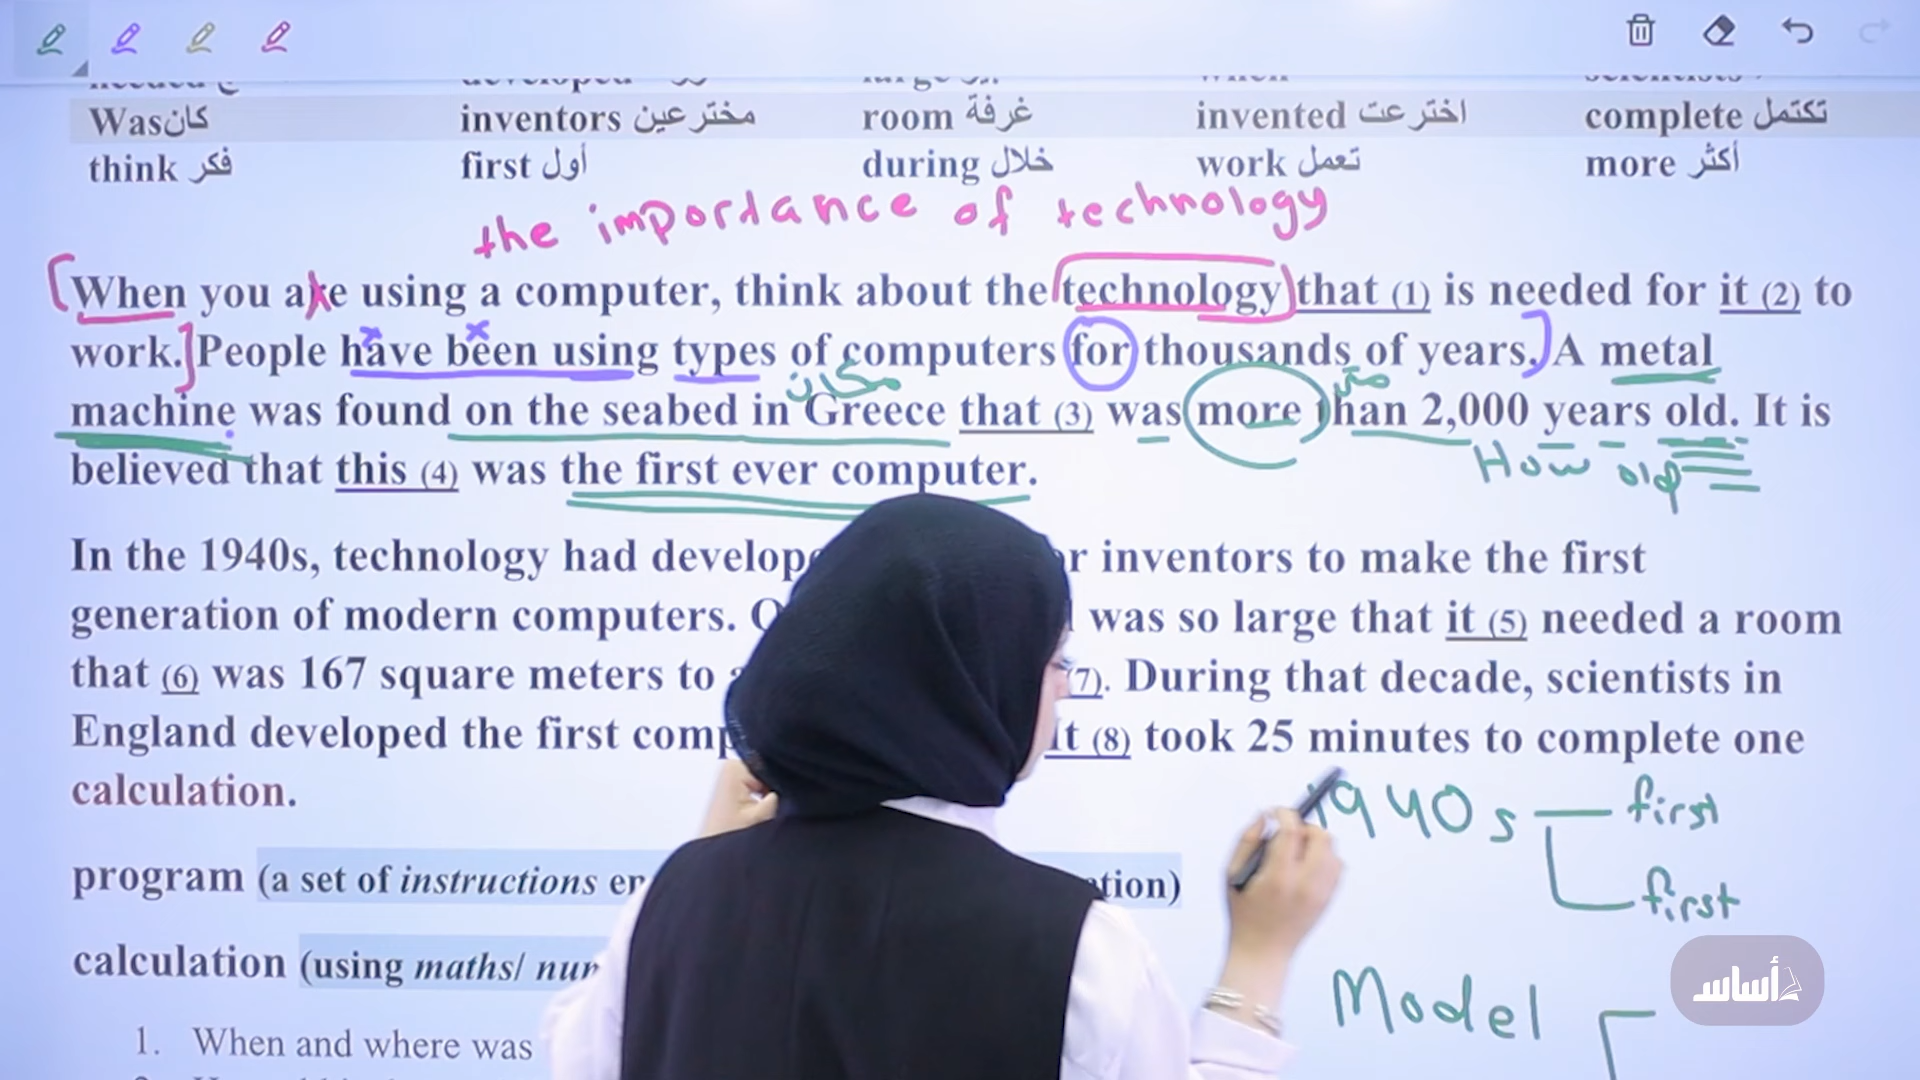 Was كان inventors مخترعين room غرفة invented اخترعت complete تكتمل
think فكر first أول during خلال work تعمل more أكثر
the importance of technology
When you are using a computer, think about the technology that (1) is needed for it (2) to
work. People have been using types of computers for thousands of years. A metal
مكان
machine was found on the seabed in Greece that (3) was more than 2,000 years old. It is
How old
believed that this (4) was the first ever computer.
In the 1940s, technology had inventors to make the first
generation of modern computers. was so large that it (5) needed a room
that (6) was 167 square meters to (7). During that decade, scientists in
England developed the first it (8) took 25 minutes to complete one
calculation.
1940s first
first
program (a set of instructions
calculation (using maths/
Model
أساس
1. When and where was